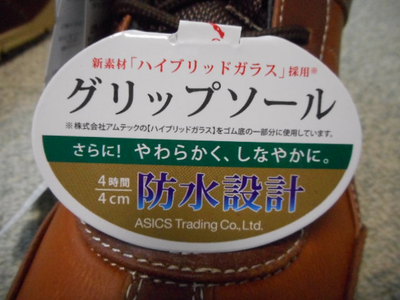 新素材「ハイブリッドガラス」採用※
グリップソール
※株式会社アムテックの【ハイブリッドガラス】をゴム底の一部分に使用しています。
さらに! やわらかく、しなやかに。
4時間
4cm
防水設計
ASICS Trading Co., Ltd.